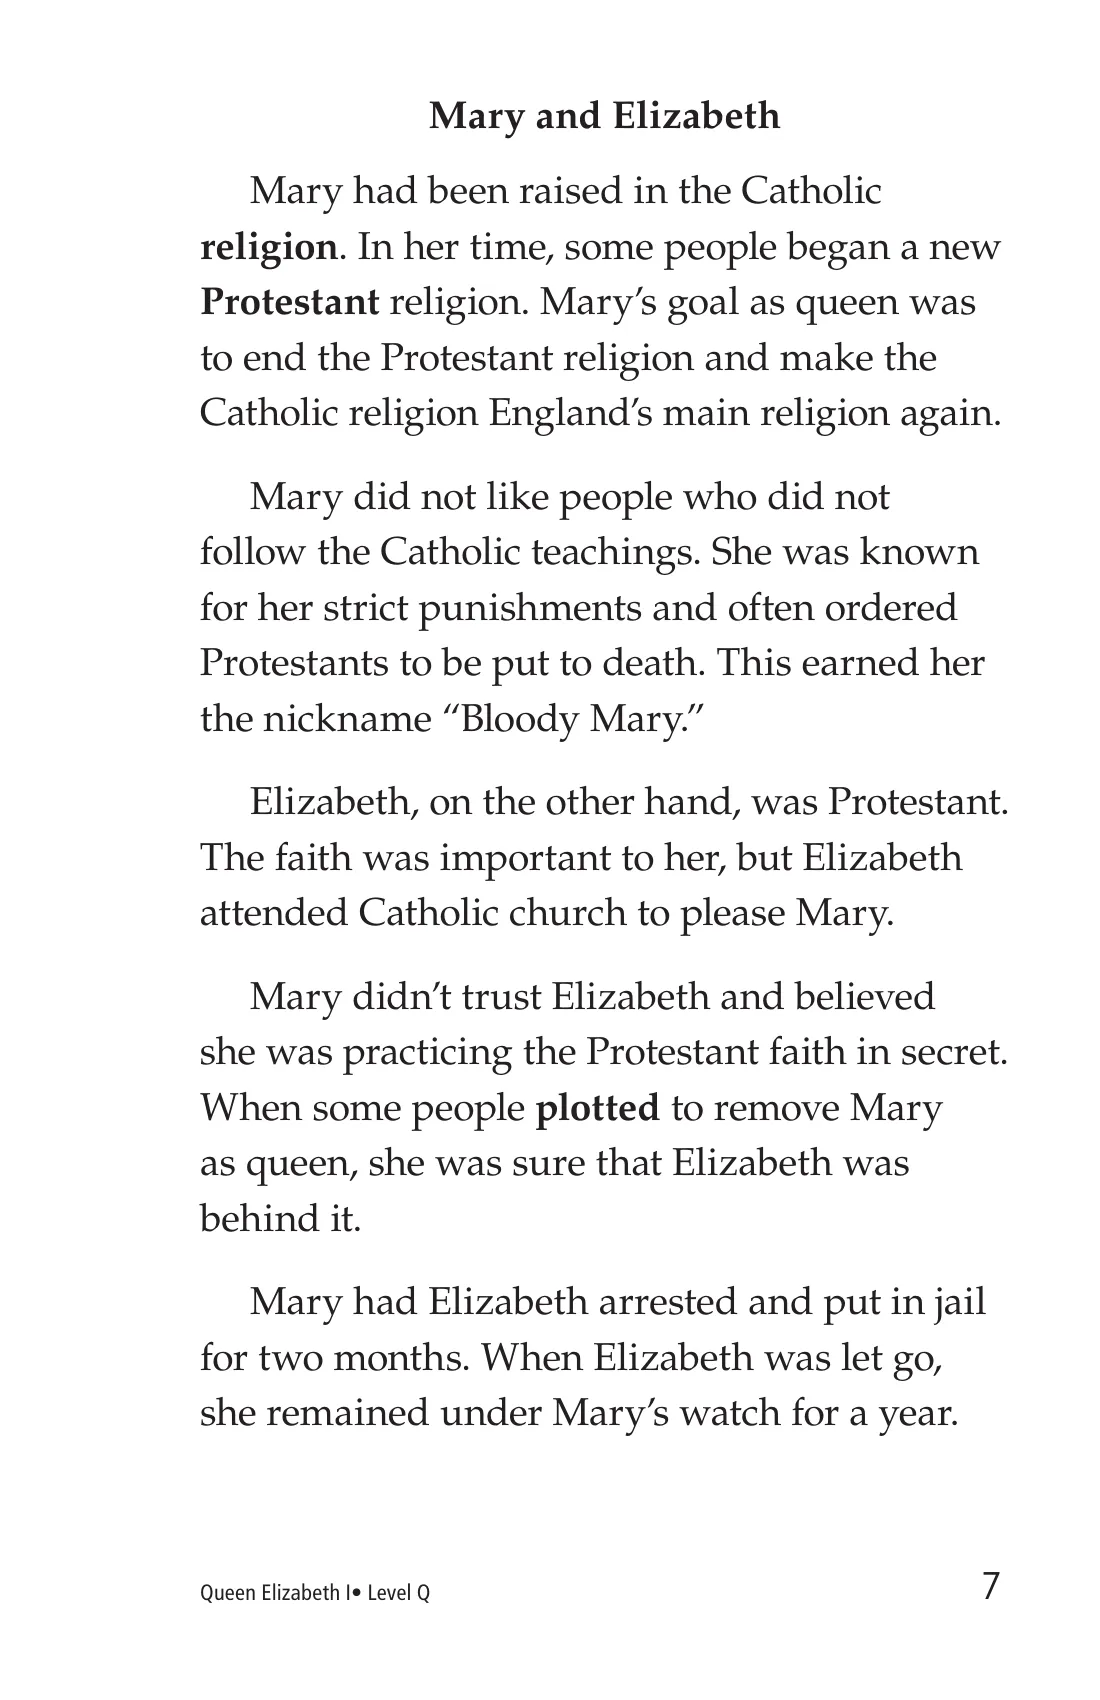 Mary and Elizabeth
Mary had been raised in the Catholic
religion. In her time, some people began a new
Protestant religion. Mary’s goal as queen was
to end the Protestant religion and make the
Catholic religion England’s main religion again.
Mary did not like people who did not
follow the Catholic teachings. She was known
for her strict punishments and often ordered
Protestants to be put to death. This earned her
the nickname “Bloody Mary.”
Elizabeth, on the other hand, was Protestant.
The faith was important to her, but Elizabeth
attended Catholic church to please Mary.
Mary didn’t trust Elizabeth and believed
she was practicing the Protestant faith in secret.
When some people plotted to remove Mary
as queen, she was sure that Elizabeth was
behind it.
Mary had Elizabeth arrested and put in jail
for two months. When Elizabeth was let go,
she remained under Mary’s watch for a year.
Queen Elizabeth I• Level Q
7